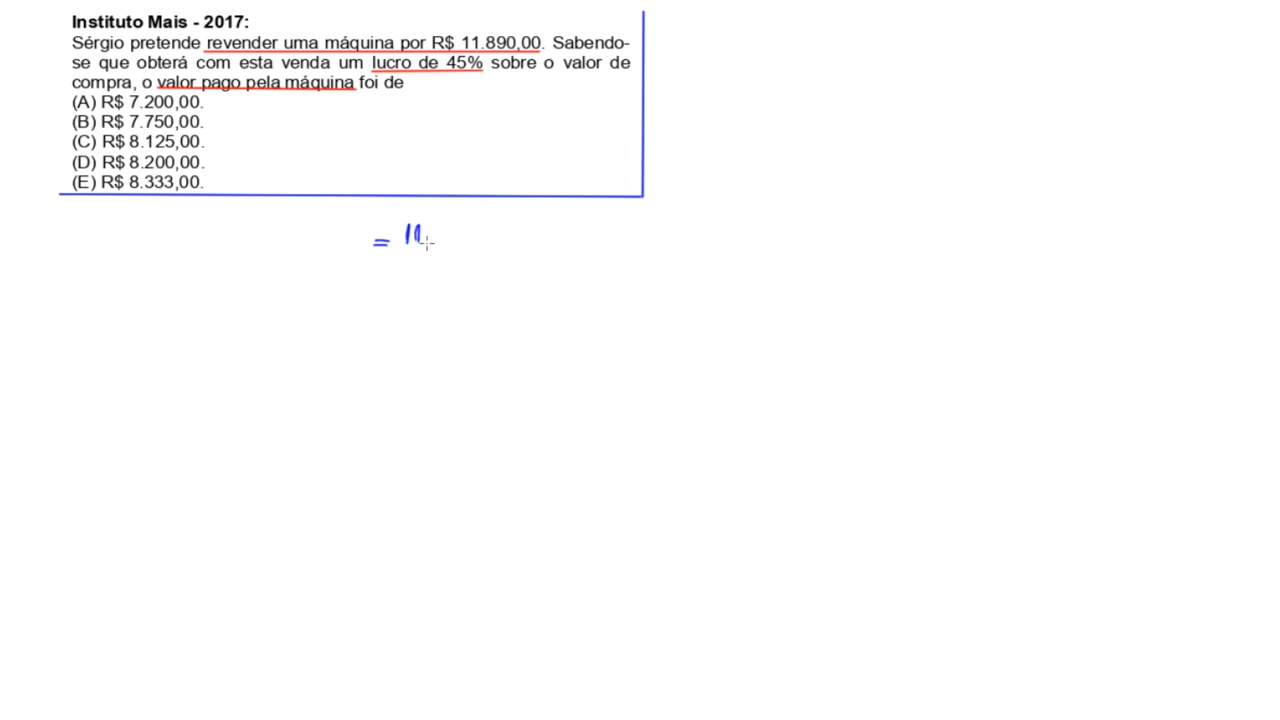 Instituto Mais - 2017:
Sérgio pretende revender uma máquina por R$ 11.890,00. Sabendo-
se que obterá com esta venda um lucro de 45% sobre o valor de
compra, o valor pago pela máquina foi de
(A) R$ 7.200,00.
(B) R$ 7.750,00.
(C) R$ 8.125,00.
(D) R$ 8.200,00.
(E) R$ 8.333,00.
= 11